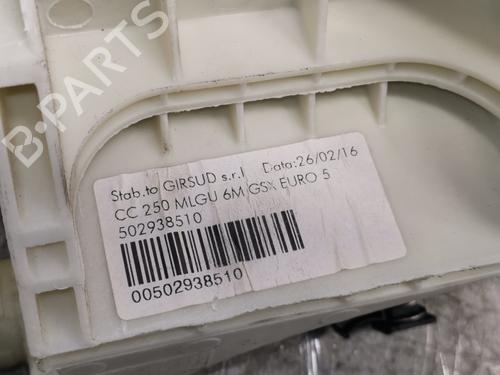 B-PARTS
Stab.to GIRSUD s.r.l Data:26/02/16
CC 250 MLGU 6M GSX EURO 5
502938510
00502938510